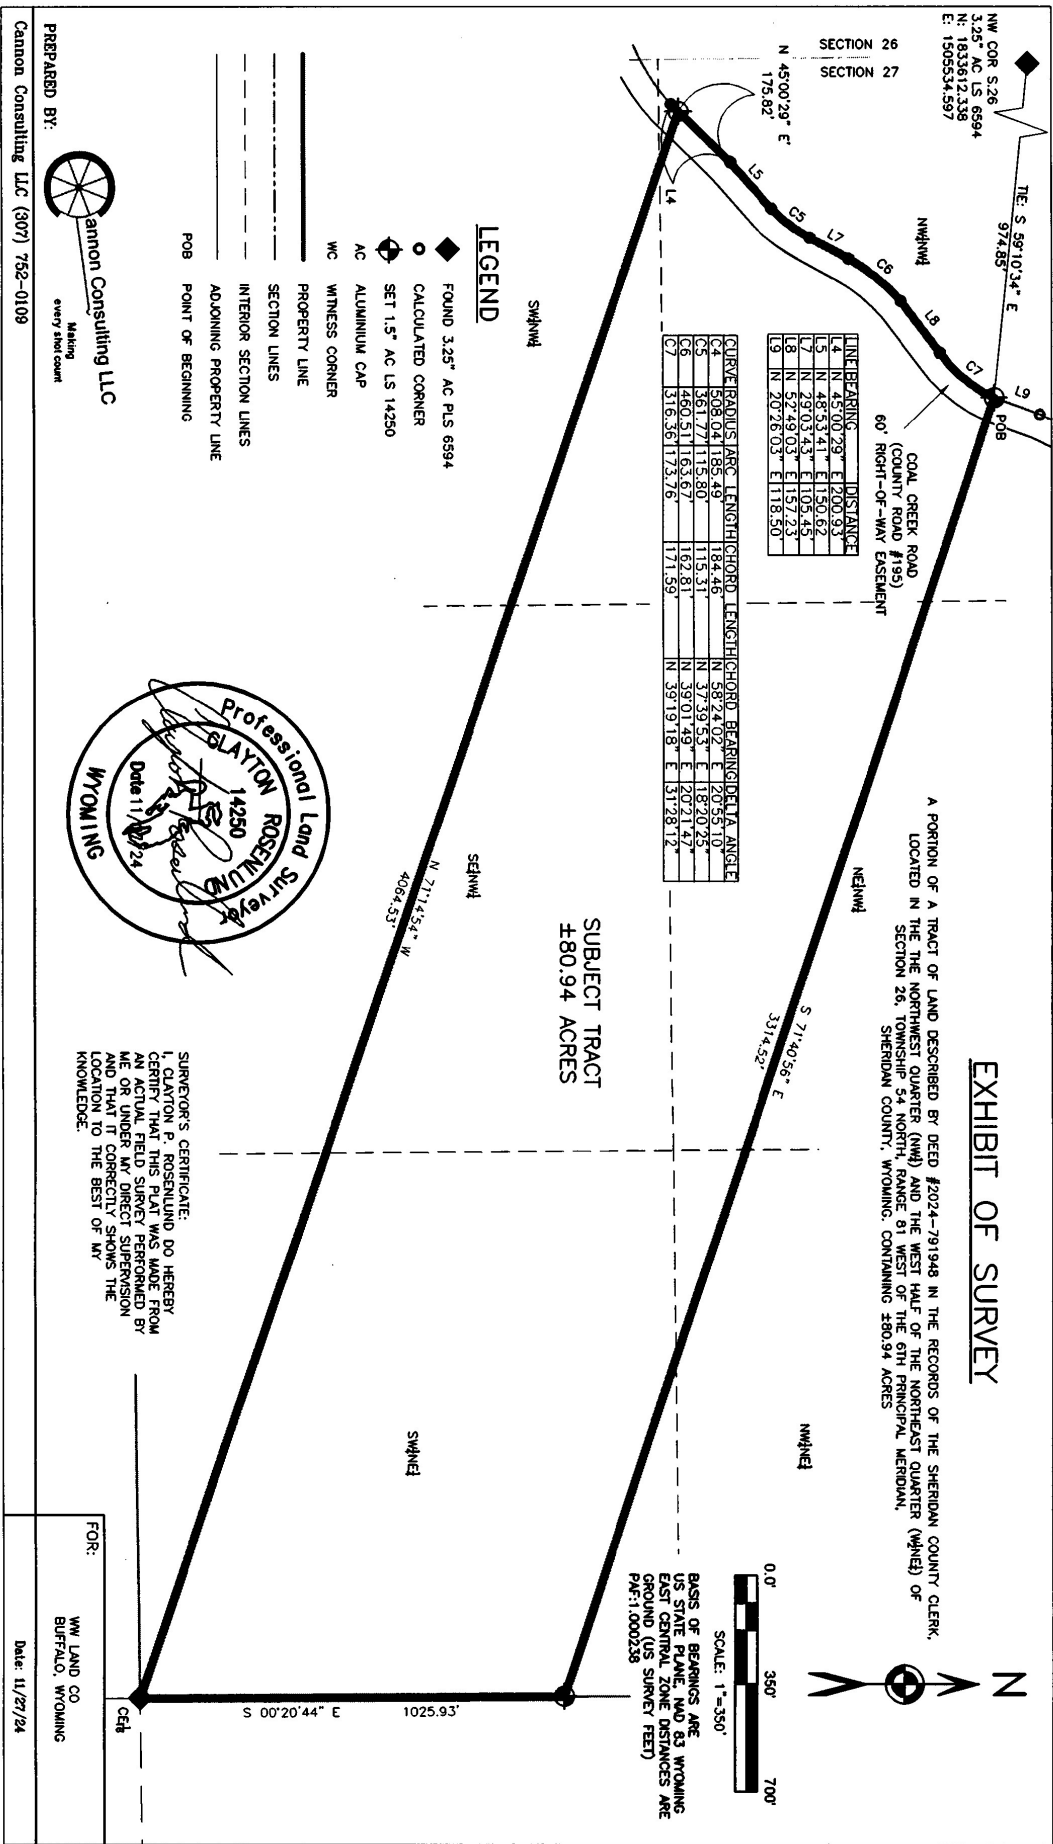 EXHIBIT OF SURVEY
A PORTION OF A TRACT OF LAND DESCRIBED BY DEED #2024-791948 IN THE RECORDS OF THE SHERIDAN COUNTY CLERK,
LOCATED IN THE THE NORTHWEST QUARTER (NW¼) AND THE WEST HALF OF THE NORTHEAST QUARTER (W½NE¼) OF
SECTION 26, TOWNSHIP 54 NORTH, RANGE 81 WEST OF THE 6TH PRINCIPAL MERIDIAN,
SHERIDAN COUNTY, WYOMING. CONTAINING ±80.94 ACRES
N
NW COR S.26
3.25" AC LS 6594
N: 1833612.338
E: 1505534.597
TIE: S 59°10'34" E
974.85'
L9
POB
C7
L8
C6
L7
C5
L5
L4
SECTION 26
SECTION 27
N 45°00'29" E'
175.82'
NW¼NW¼
NE¼NW¼
NW¼NE¼
SW¼NW¼
SE¼NW¼
SW¼NE¼
COAL CREEK ROAD
(COUNTY ROAD #195)
60' RIGHT-OF-WAY EASEMENT
LINE BEARING DISTANCE
L4 N 45°00'29" E 200.93'
L5 N 48°53'41" E 150.62
L7 N 29°03'43" E 105.45'
L8 N 52°49'03" E 157.23'
L9 N 20°26'03" E 118.50'
CURVE RADIUS ARC LENGTH CHORD LENGTH CHORD BEARING DELTA ANGLE
C4 508.04' 185.49' 184.46' N 58°24'02" E 20°55'10"
C5 361.77' 115.80' 115.31' N 37°39'53" E 18°20'25"
C6 460.51' 163.67' 162.81' N 39°01'49" E 20°21'47"
C7 316.36' 173.76' 171.59' N 39°19'18" E 31°28'12"
S 71°40'56" E
3314.52'
SUBJECT TRACT
±80.94 ACRES
N 71°14'54" W
4064.53'
S 00°20'44" E 1025.93'
0.0' 350' 700'
SCALE: 1"=350'
BASIS OF BEARINGS ARE
US STATE PLANE, NAD 83 WYOMING
EAST CENTRAL ZONE DISTANCES ARE
GROUND (US SURVEY FEET)
PAF:1.000238
LEGEND
FOUND 3.25" AC PLS 6594
CALCULATED CORNER
SET 1.5" AC LS 14250
AC ALUMINIUM CAP
WC WITNESS CORNER
PROPERTY LINE
SECTION LINES
INTERIOR SECTION LINES
ADJOINING PROPERTY LINE
POB POINT OF BEGINNING
Professional Land Surveyor
CLAYTON ROSENLUND
14250
WYOMING
SURVEYOR'S CERTIFICATE:
I, CLAYTON P. ROSENLUND DO HEREBY
CERTIFY THAT THIS PLAT WAS MADE FROM
AN ACTUAL FIELD SURVEY PERFORMED BY
ME OR UNDER MY DIRECT SUPERVISION
AND THAT IT CORRECTLY SHOWS THE
LOCATION TO THE BEST OF MY
KNOWLEDGE.
PREPARED BY:
annon Consulting LLC
Making
every shot count
Cannon Consulting LLC (307) 752-0109
FOR:
WW LAND CO
BUFFALO, WYOMING
Date: 11/27/24